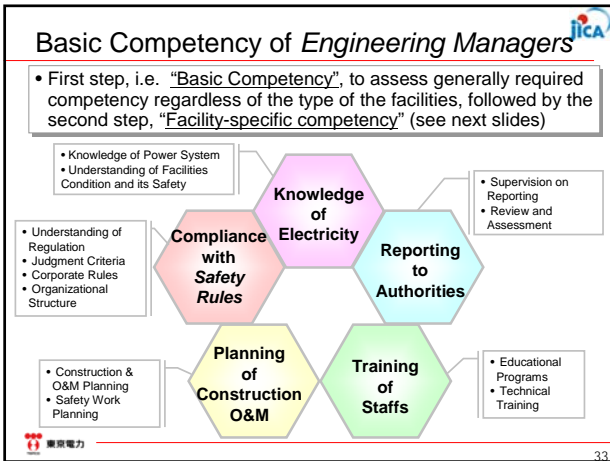 jICA
Basic Competency of Engineering Managers
• First step, i.e. “Basic Competency”, to assess generally required
competency regardless of the type of the facilities, followed by the
second step, “Facility-specific competency” (see next slides)
• Knowledge of Power System
• Understanding of Facilities
Condition and its Safety
Knowledge
of
Electricity
• Supervision on
Reporting
• Review and
Assessment
• Understanding of
Regulation
• Judgment Criteria
• Corporate Rules
• Organizational
Structure
Compliance
with
Safety
Rules
Reporting
to
Authorities
• Construction &
O&M Planning
• Safety Work
Planning
Planning
of
Construction
O&M
Training
of
Staffs
• Educational
Programs
• Technical
Training
東京電力
33